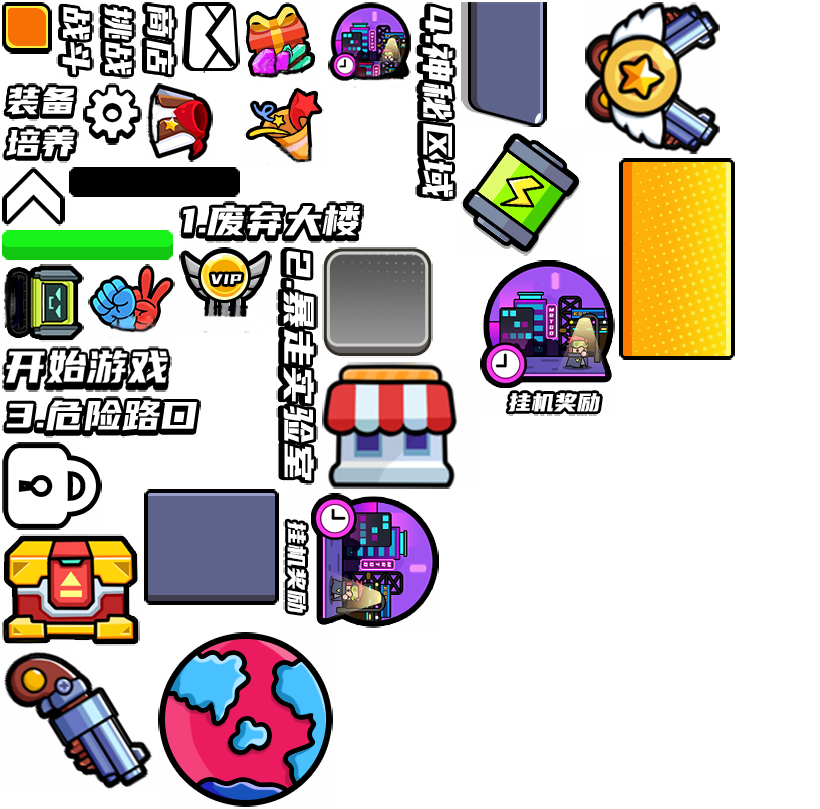 战斗
挑战
商店
4.神秘区域
装备
培养
1.废弃大楼
VIP
2.暴走实验室
开始游戏
3.危险路口
挂机奖励
挂机奖励